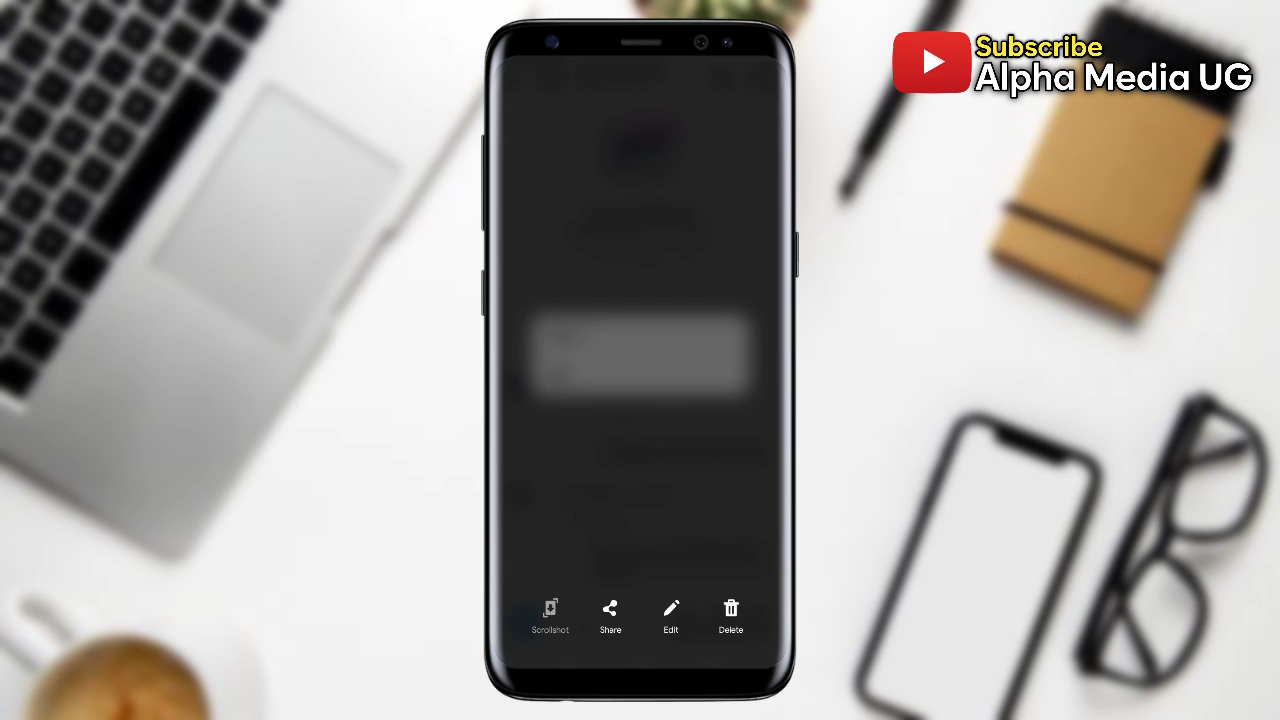 Subscribe
Alpha Media UG
Scrollshot
Share
Edit
Delete